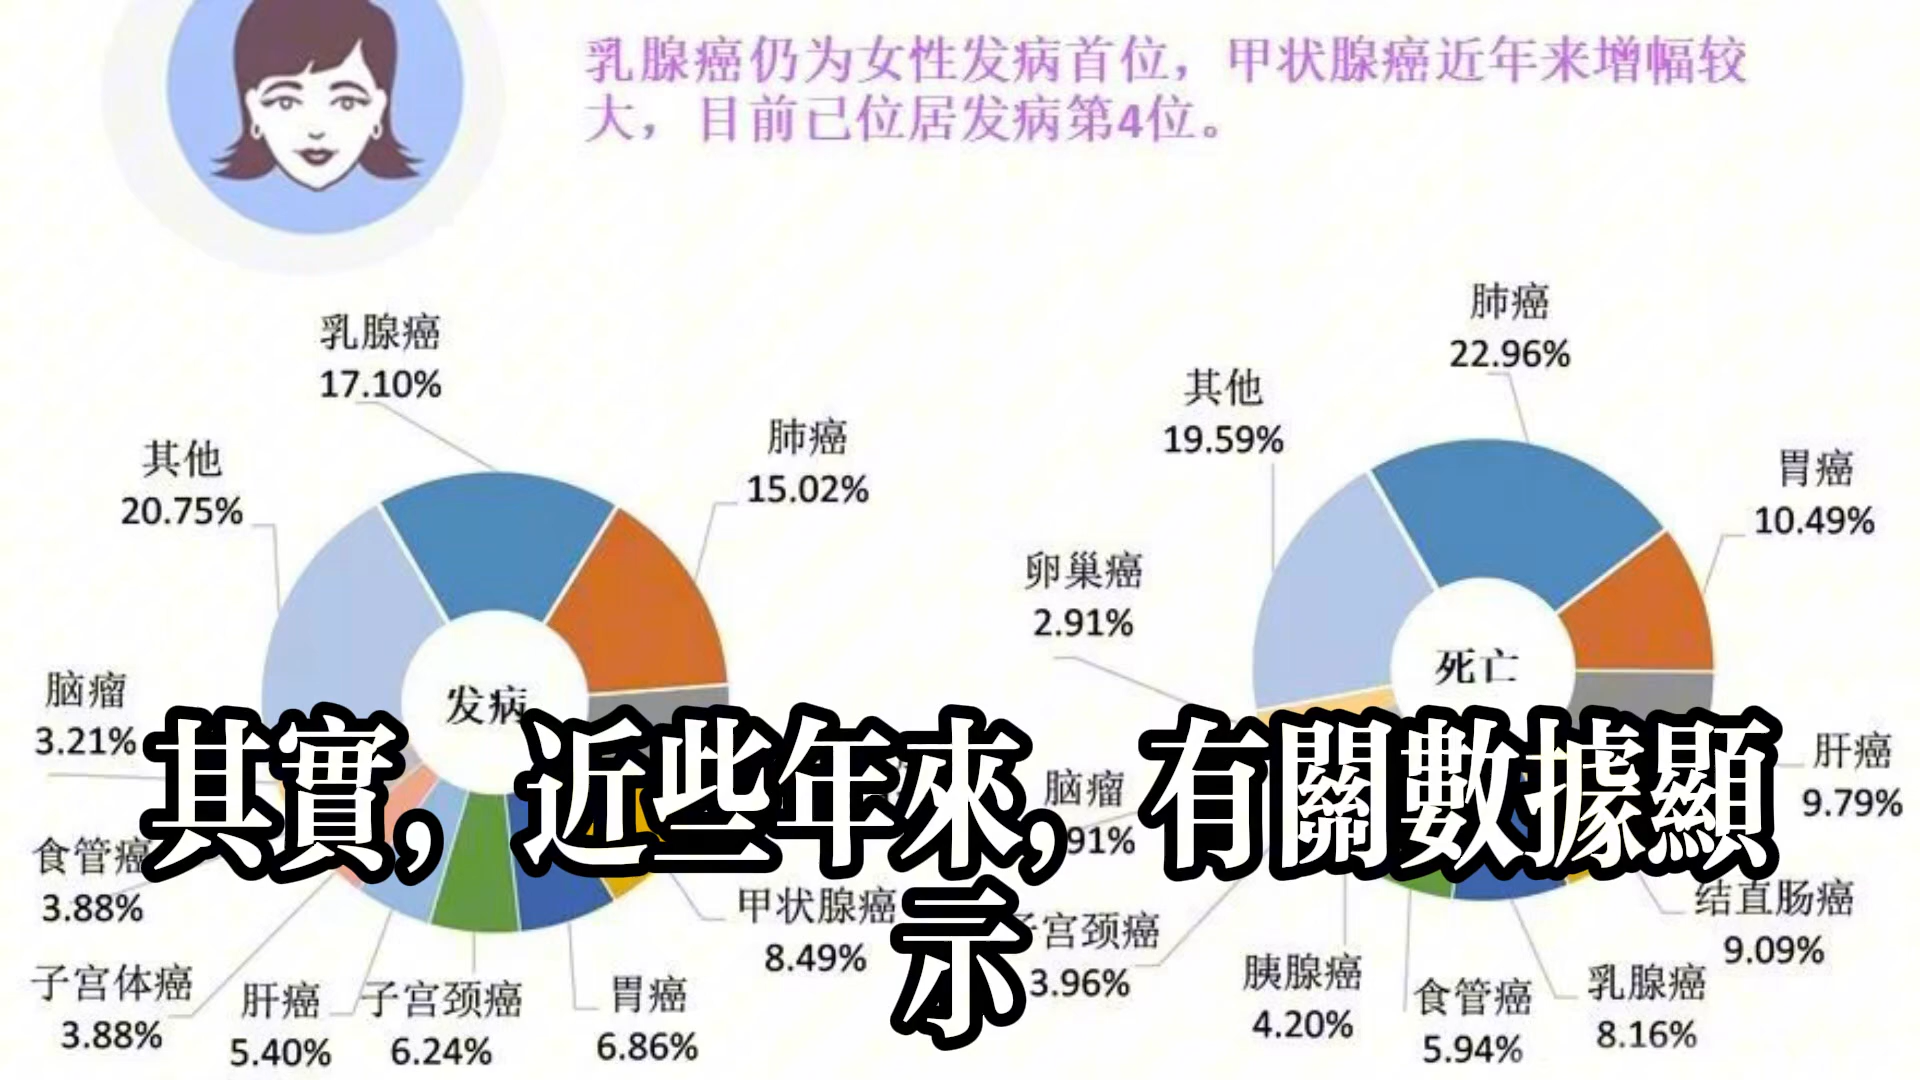 乳腺癌仍为女性发病首位，甲状腺癌近年来增幅较
大，目前已位居发病第4位。
乳腺癌
17.10%
肺癌
15.02%
其他
20.75%
发病
脑瘤
3.21%
食管癌
3.88%
子宫体癌
3.88%
肝癌
5.40%
子宫颈癌
6.24%
胃癌
6.86%
甲状腺癌
8.49%
肺癌
22.96%
其他
19.59%
胃癌
10.49%
卵巢癌
2.91%
死亡
肝癌
9.79%
脑瘤
91%
结直肠癌
9.09%
子宫颈癌
3.96%
胰腺癌
4.20%
食管癌
5.94%
乳腺癌
8.16%
其實，近些年來，有關數據顯
示